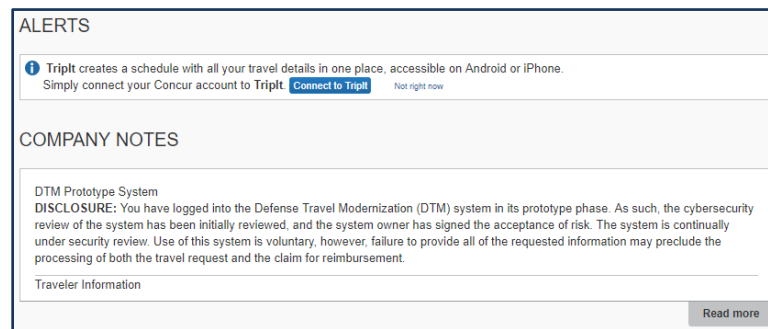 ALERTS
TripIt creates a schedule with all your travel details in one place, accessible on Android or iPhone.
Simply connect your Concur account to TripIt. Connect to TripIt Not right now
COMPANY NOTES
DTM Prototype System
DISCLOSURE: You have logged into the Defense Travel Modernization (DTM) system in its prototype phase. As such, the cybersecurity
review of the system has been initially reviewed, and the system owner has signed the acceptance of risk. The system is continually
under security review. Use of this system is voluntary, however, failure to provide all of the requested information may preclude the
processing of both the travel request and the claim for reimbursement.
Traveler Information
Read more